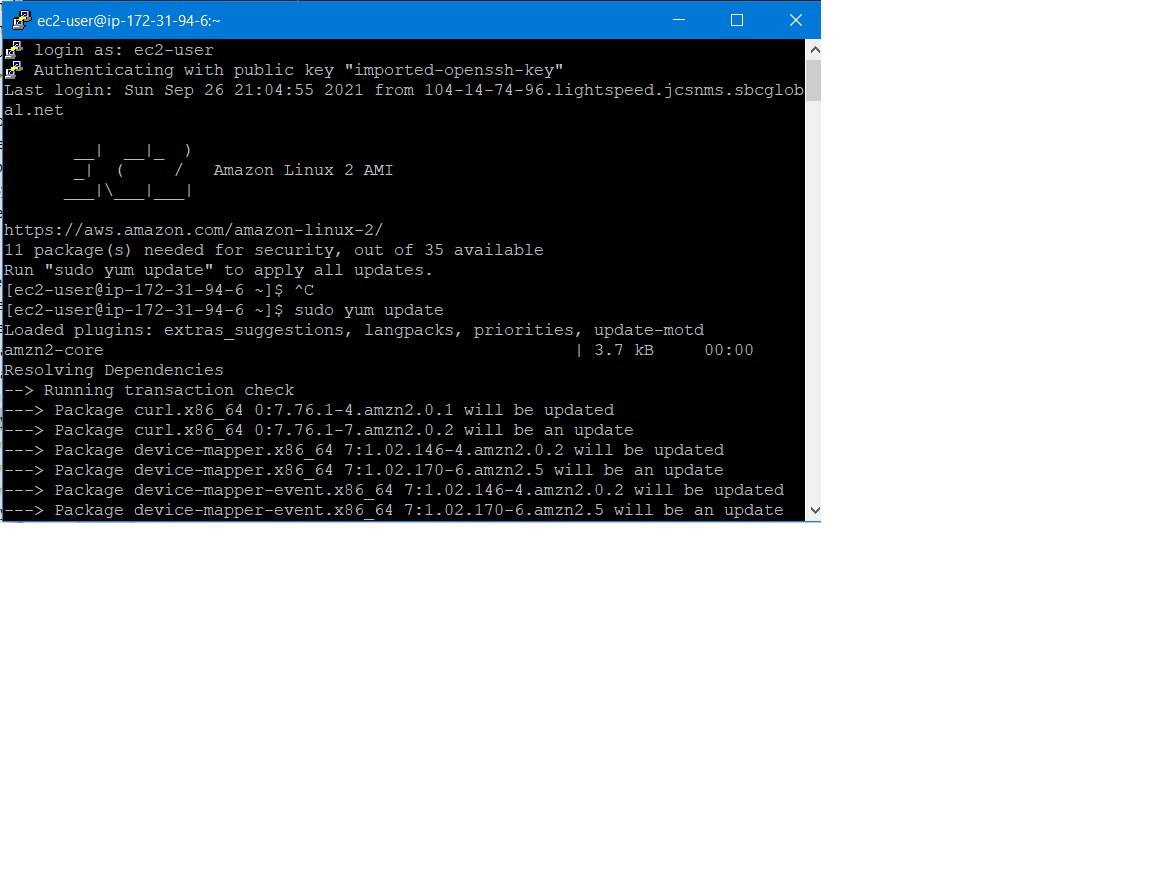 ec2-user@ip-172-31-94-6:~
login as: ec2-user
Authenticating with public key "imported-openssh-key"
Last login: Sun Sep 26 21:04:55 2021 from 104-14-74-96.lightspeed.jcsnms.sbcglob
al.net
       __|  __|_  )
       _|  (     /   Amazon Linux 2 AMI
      ___|\___|___|
https://aws.amazon.com/amazon-linux-2/
11 package(s) needed for security, out of 35 available
Run "sudo yum update" to apply all updates.
[ec2-user@ip-172-31-94-6 ~]$ ^C
[ec2-user@ip-172-31-94-6 ~]$ sudo yum update
Loaded plugins: extras_suggestions, langpacks, priorities, update-motd
amzn2-core                                               | 3.7 kB     00:00
Resolving Dependencies
--> Running transaction check
---> Package curl.x86_64 0:7.76.1-4.amzn2.0.1 will be updated
---> Package curl.x86_64 0:7.76.1-7.amzn2.0.2 will be an update
---> Package device-mapper.x86_64 7:1.02.146-4.amzn2.0.2 will be updated
---> Package device-mapper.x86_64 7:1.02.170-6.amzn2.5 will be an update
---> Package device-mapper-event.x86_64 7:1.02.146-4.amzn2.0.2 will be updated
---> Package device-mapper-event.x86_64 7:1.02.170-6.amzn2.5 will be an update